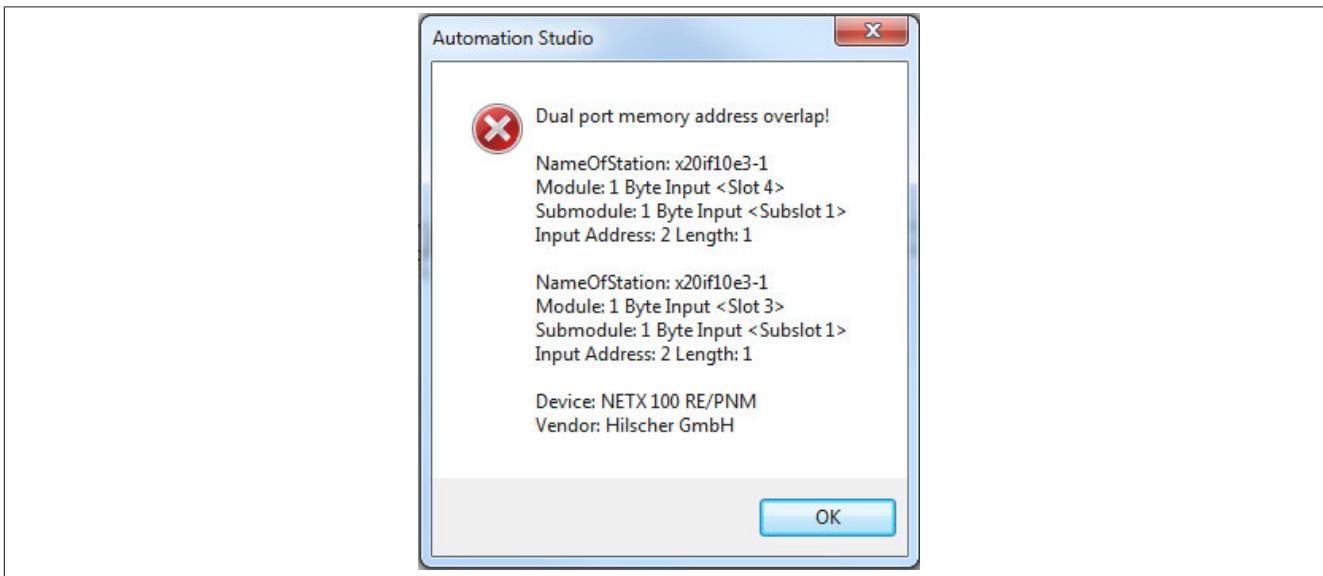 Automation Studio
Dual port memory address overlap!
NameOfStation: x20if10e3-1
Module: 1 Byte Input <Slot 4>
Submodule: 1 Byte Input <Subslot 1>
Input Address: 2 Length: 1
NameOfStation: x20if10e3-1
Module: 1 Byte Input <Slot 3>
Submodule: 1 Byte Input <Subslot 1>
Input Address: 2 Length: 1
Device: NETX 100 RE/PNM
Vendor: Hilscher GmbH
OK